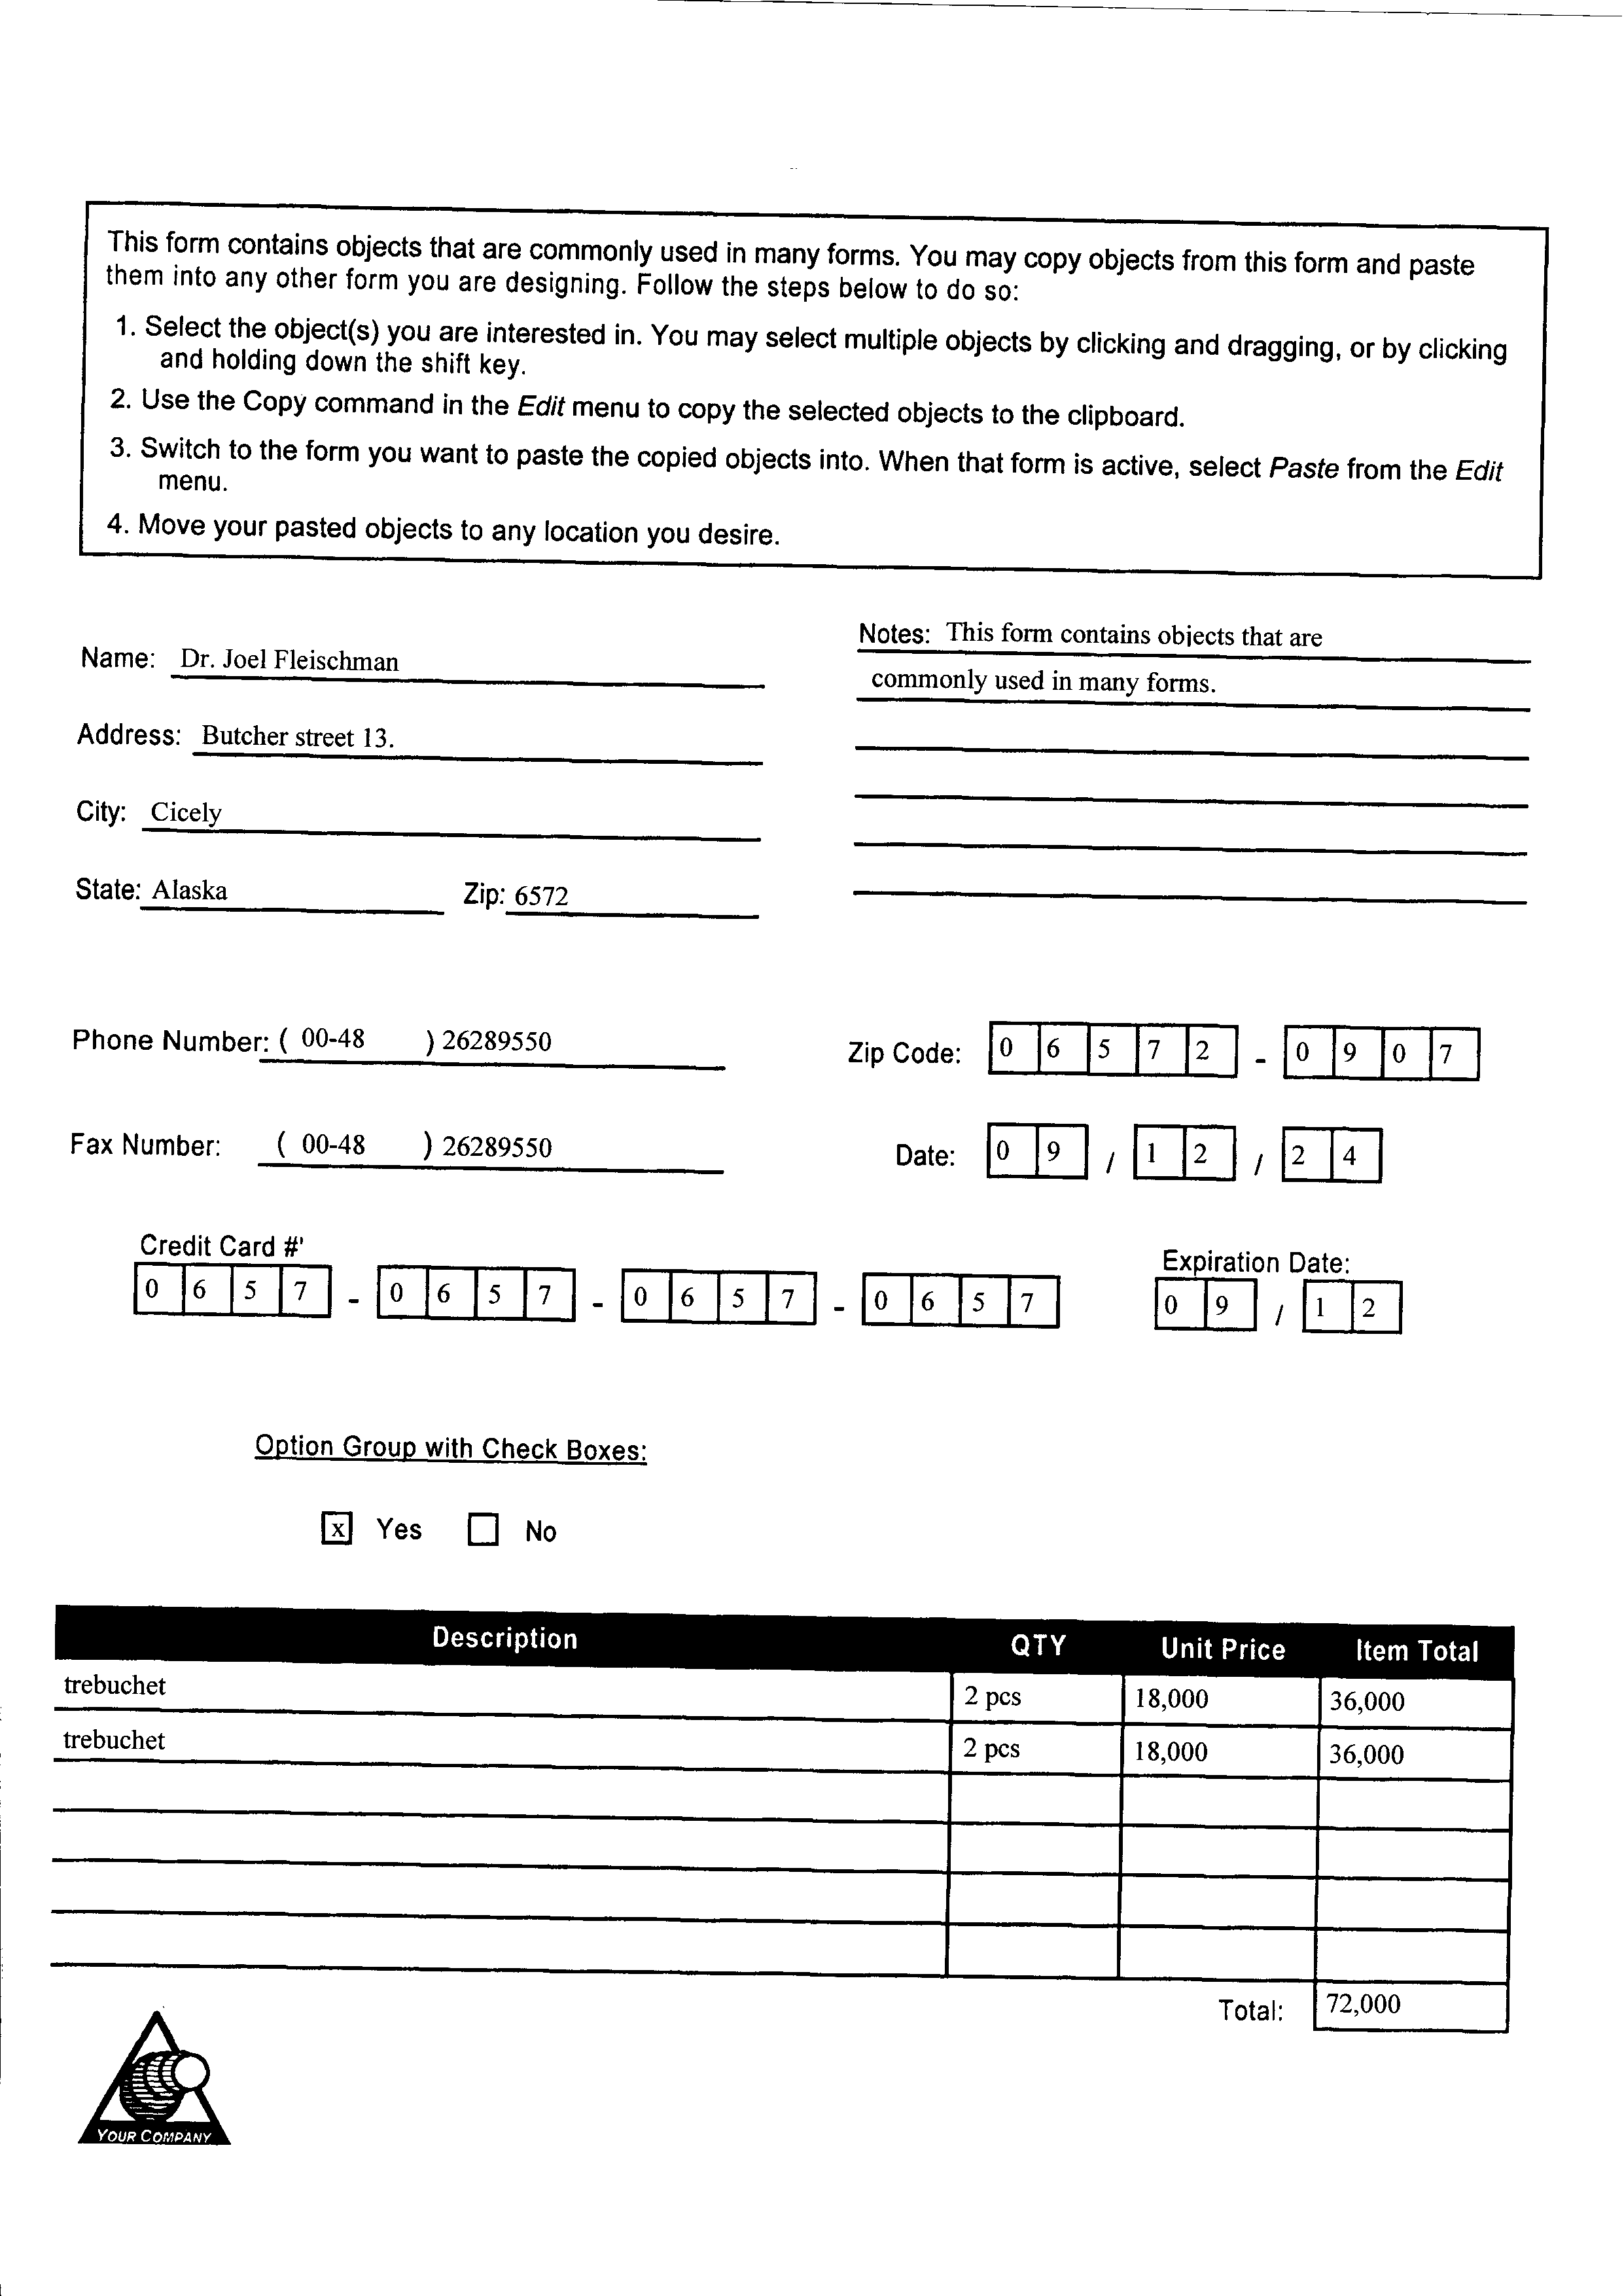 This form contains objects that are commonly used in many forms. You may copy objects from this form and paste
them into any other form you are designing. Follow the steps below to do so:
1. Select the object(s) you are interested in. You may select multiple objects by clicking and dragging, or by clicking
and holding down the shift key.
2. Use the Copy command in the Edit menu to copy the selected objects to the clipboard.
3. Switch to the form you want to paste the copied objects into. When that form is active, select Paste from the Edit
menu.
4. Move your pasted objects to any location you desire.
Name: Dr. Joel Fleischman
Address: Butcher street 13.
City: Cicely
State: Alaska Zip: 6572
Notes: This form contains objects that are
commonly used in many forms.
Phone Number: ( 00-48 ) 26289550
Zip Code: 0 6 5 7 2 - 0 9 0 7
Fax Number: ( 00-48 ) 26289550
Date: 0 9 / 1 2 / 2 4
Credit Card #'
0 6 5 7 - 0 6 5 7 - 0 6 5 7 - 0 6 5 7
Expiration Date:
0 9 / 1 2
Option Group with Check Boxes:
x Yes No
Description QTY Unit Price Item Total
trebuchet 2 pcs 18,000 36,000
trebuchet 2 pcs 18,000 36,000
Total: 72,000
YOUR COMPANY